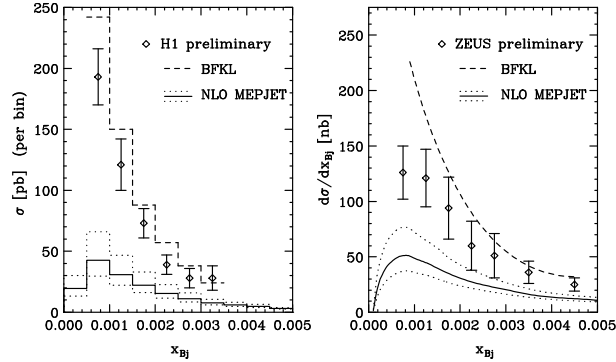 250
200
150
100
50
0
σ [pb] (per bin)
H1 preliminary
BFKL
NLO MEPJET
0.000 0.001 0.002 0.003 0.004 0.005
x_Bj
250
200
150
100
50
0
dσ/dx_Bj [nb]
ZEUS preliminary
BFKL
NLO MEPJET
0.000 0.001 0.002 0.003 0.004 0.005
x_Bj